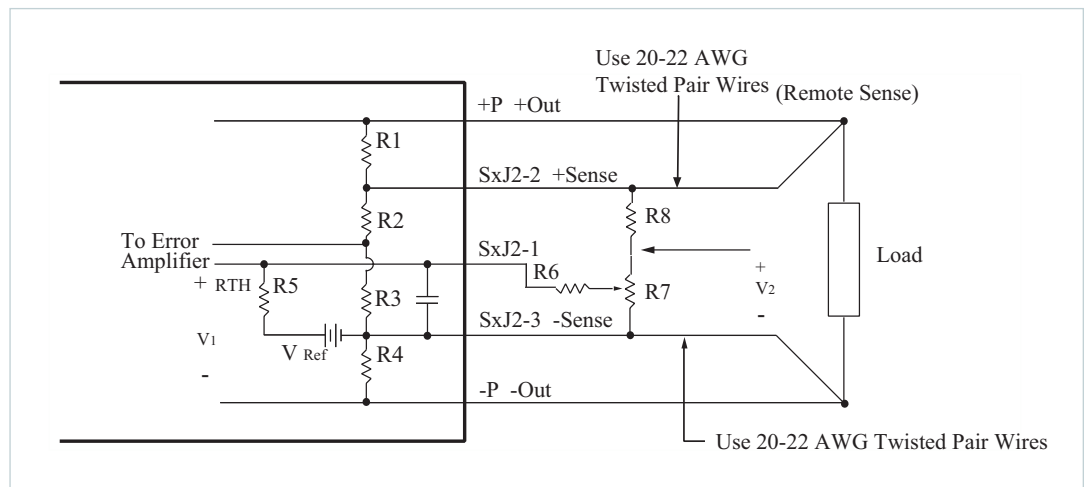 Use 20-22 AWG
Twisted Pair Wires (Remote Sense)
+P +Out
R1
SxJ2-2 +Sense
R2
R8
To Error
Amplifier
SxJ2-1
+ RTH R5
R6
R3
R7
+
V2
-
Load
SxJ2-3 -Sense
V1
V Ref
R4
-
-P -Out
Use 20-22 AWG Twisted Pair Wires